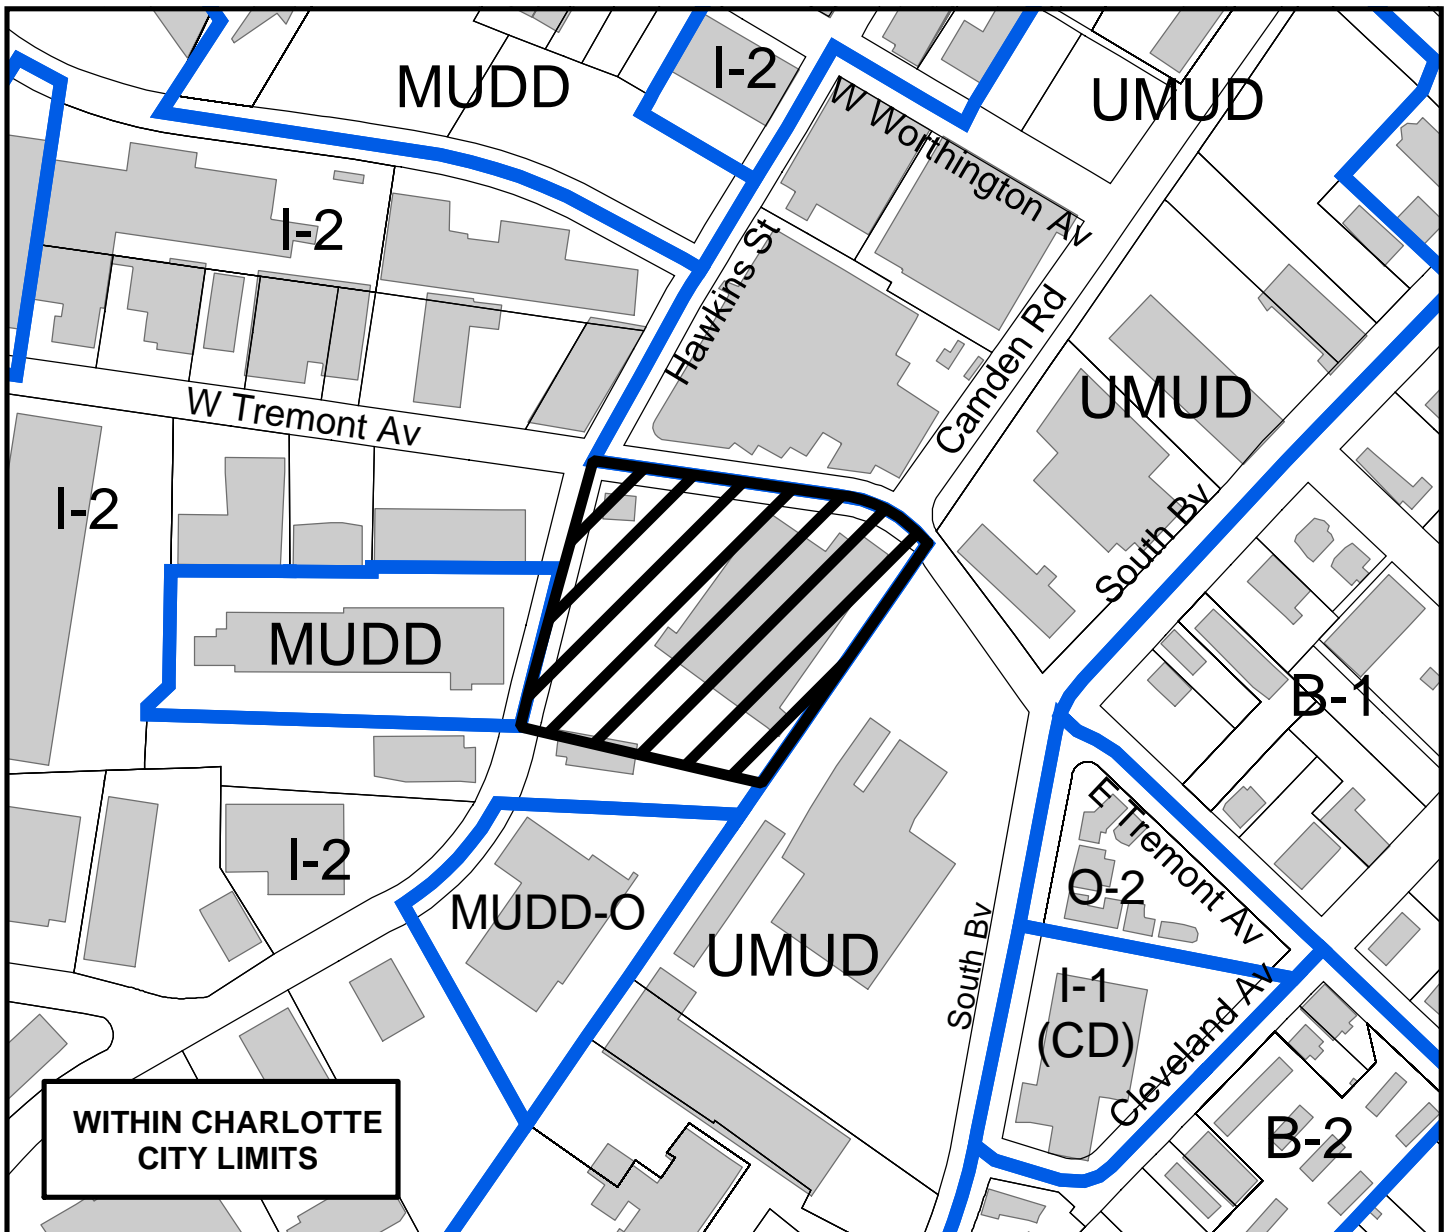 I-2
MUDD
UMUD
W Worthington Av
I-2
Hawkins St
Camden Rd
UMUD
W Tremont Av
I-2
South Bv
MUDD
B-1
E Tremont Av
I-2
O-2
MUDD-O
UMUD
South Bv
I-1
(CD)
Cleveland Av
B-2
WITHIN CHARLOTTE
CITY LIMITS